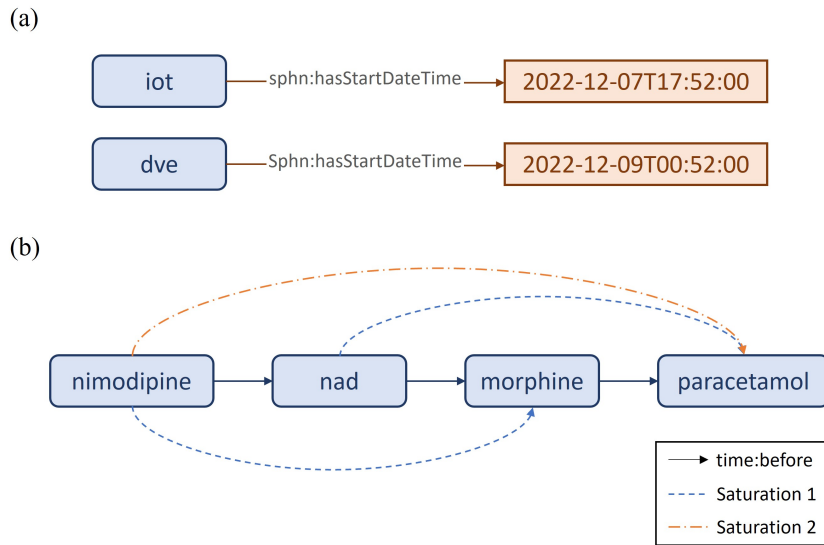 (a)
iot sphn:hasStartDateTime 2022-12-07T17:52:00
dve Sphn:hasStartDateTime 2022-12-09T00:52:00
(b)
nimodipine nad morphine paracetamol
time:before
Saturation 1
Saturation 2